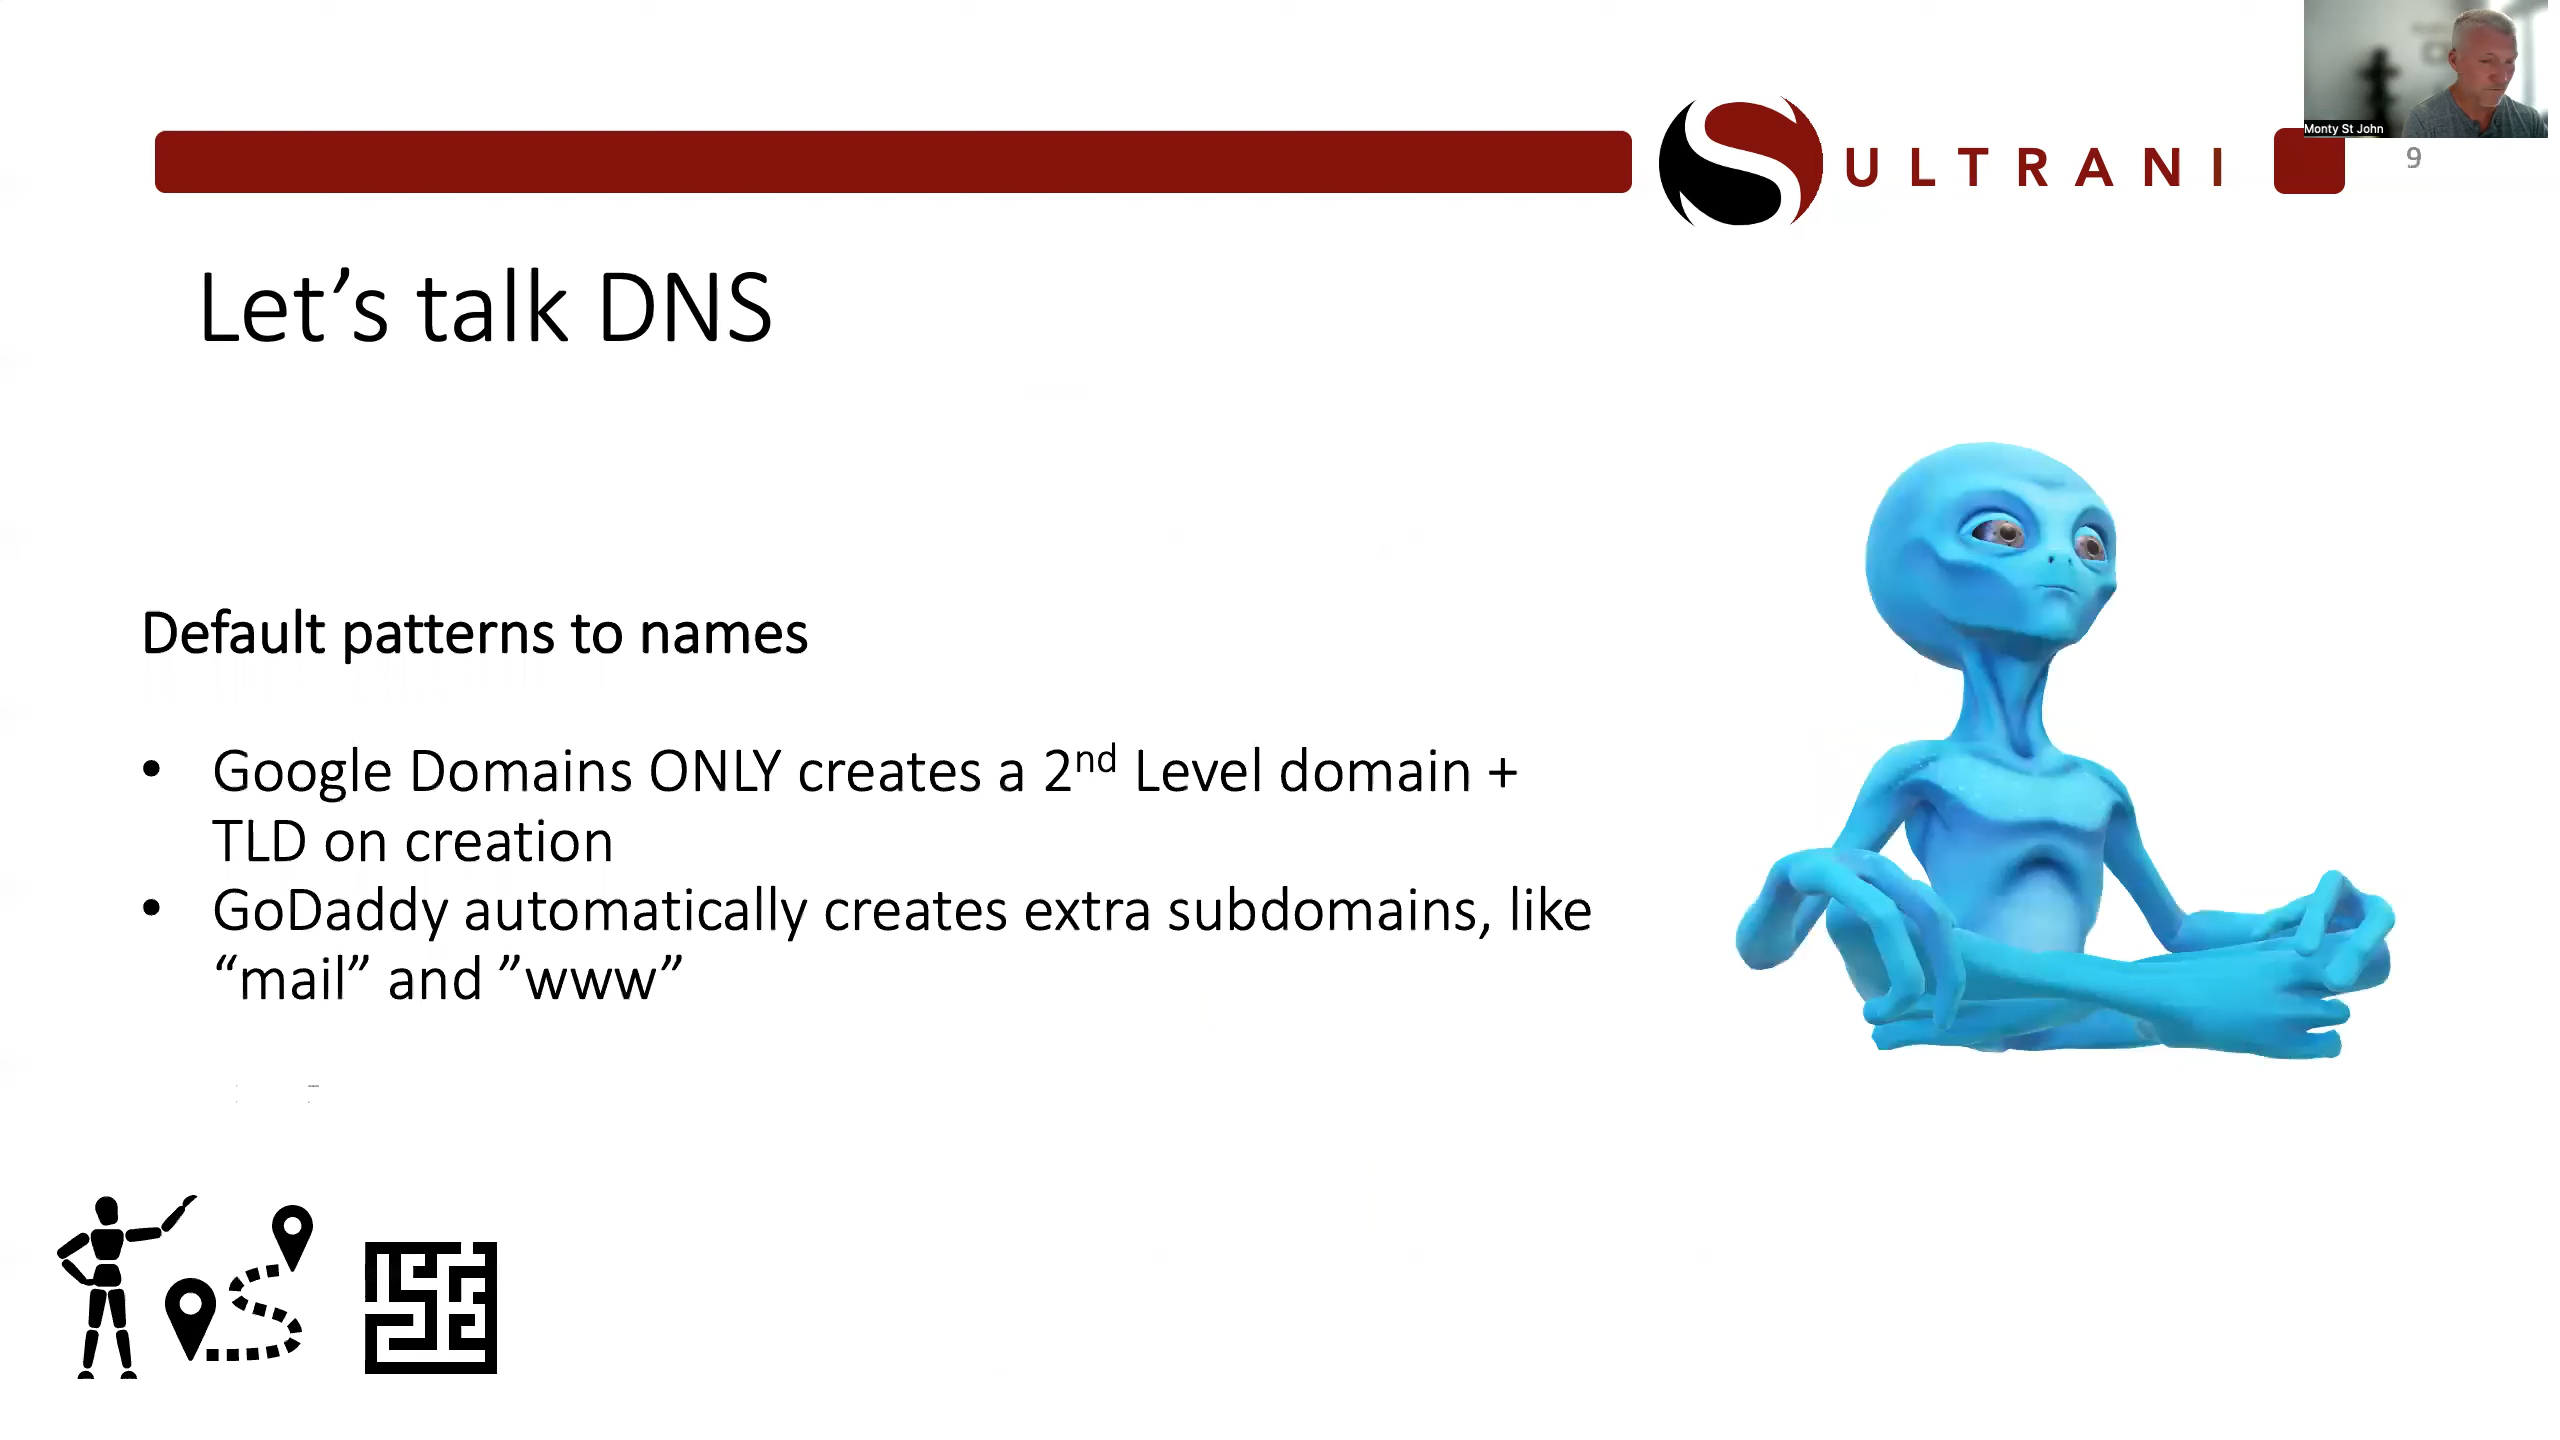 Monty St John
SULTRANI
9
Let’s talk DNS
Default patterns to names
• Google Domains ONLY creates a 2nd Level domain +
TLD on creation
• GoDaddy automatically creates extra subdomains, like
“mail” and ”www”